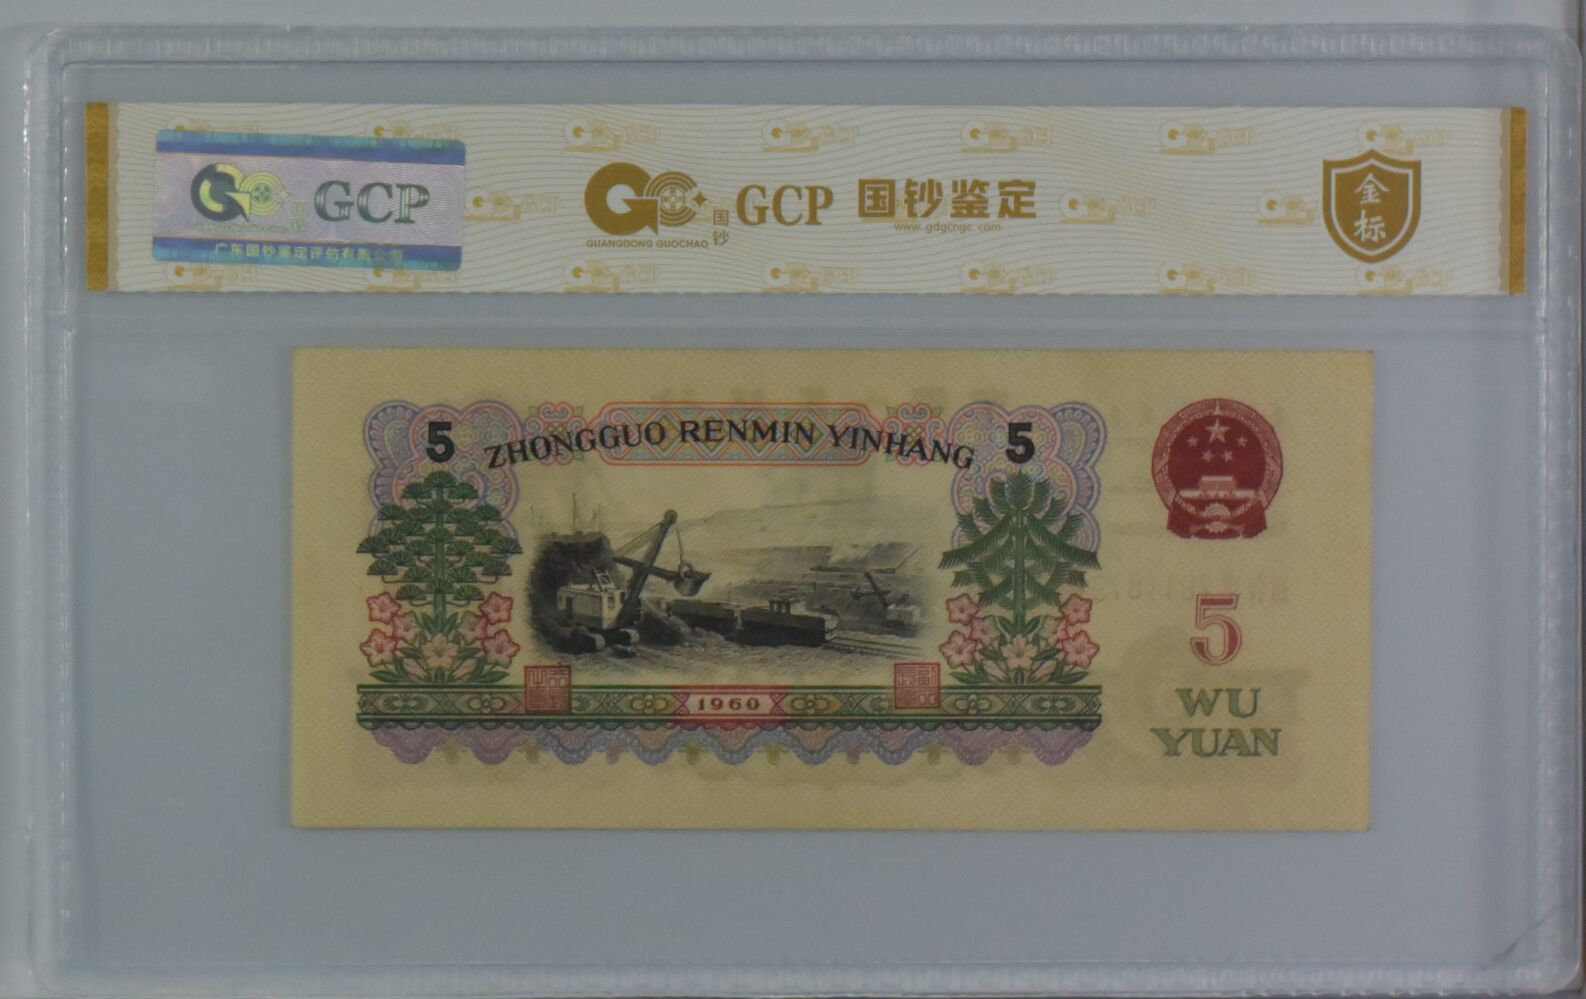 GCP
广东国钞鉴定评估有限公司
国钞
GUANGDONG GUOCHAO
GCP 国钞鉴定
www.gdgcngc.com
金标
5 ZHONGGUO RENMIN YINHANG 5
1960
5
WU
YUAN